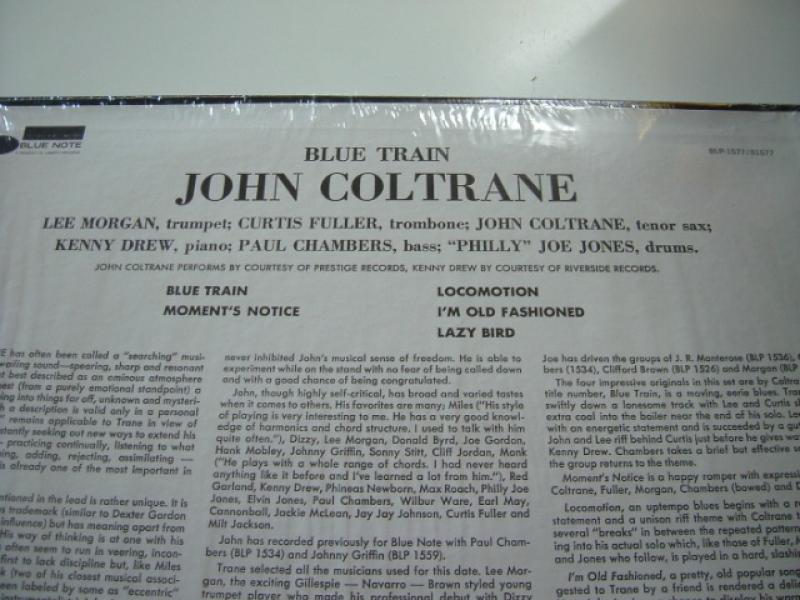 BLUE NOTE
BLP-1577/81577
BLUE TRAIN
JOHN COLTRANE
LEE MORGAN, trumpet; CURTIS FULLER, trombone; JOHN COLTRANE, tenor sax;
KENNY DREW, piano; PAUL CHAMBERS, bass; "PHILLY" JOE JONES, drums.
JOHN COLTRANE PERFORMS BY COURTESY OF PRESTIGE RECORDS, KENNY DREW BY COURTESY OF RIVERSIDE RECORDS.
BLUE TRAIN
MOMENT'S NOTICE
LOCOMOTION
I'M OLD FASHIONED
LAZY BIRD
has often been called a "searching" musi-
wailing sound—spearing, sharp and resonant
best described as an ominous atmosphere
(from a purely emotional standpoint) a
ing into things far off, unknown and mysteri-
a description is valid only in a personal
remains applicable to Trane in view of
stantly seeking out new ways to extend his
practicing continually, listening to what
ning, adding, rejecting, assimilating —
is already one of the most important in
ntioned in the lead is rather unique. It is
trademark (similar to Dexter Gordon
influence) but has meaning apart from
His way of thinking is at one with his
often seem to run in veering, incon-
first to lack discipline but, like Miles
(two of his closest musical associ-
een labeled by some as "eccentric"
never inhibited John's musical sense of freedom. He is able to
experiment while on the stand with no fear of being called down
and with a good chance of being congratulated.
John, though highly self-critical, has broad and varied tastes
when it comes to others. His favorites are many; Miles ("His style
of playing is very interesting to me. He has a very good knowl-
edge of harmonics and chord structure. I used to talk with him
quite often."), Dizzy, Lee Morgan, Donald Byrd, Joe Gordon,
Hank Mobley, Johnny Griffin, Sonny Stitt, Cliff Jordan, Monk
("He plays with a whole range of chords. I had never heard
anything like it before and I've learned a lot from him."), Red
Garland, Kenny Drew, Phineas Newborn, Max Roach, Philly Joe
Jones, Elvin Jones, Paul Chambers, Wilbur Ware, Earl May,
Cannonball, Jackie McLean, Jay Jay Johnson, Curtis Fuller and
Milt Jackson.
John has recorded previously for Blue Note with Paul Cham-
bers (BLP 1534) and Johnny Griffin (BLP 1559).
Trane selected all the musicians used for this date. Lee Mor-
gan, the exciting Gillespie — Navarro — Brown styled young
trumpet player who made his professional debut with Dizzy
Joe has driven the groups of J. R. Monterose (BLP 1536),
bers (1534), Clifford Brown (BLP 1526) and Morgan (BLP
The four impressive originals in this set are by Coltra
title number, Blue Train, is a moving, eerie blues. Tra
swiftly down a lonesome track with Lee and Curtis
extra coal into the boiler near the end of his solo. Lee
with an energetic statement and is succeeded by a gut
John and Lee riff behind Curtis just before he gives wa
Kenny Drew. Chambers takes a brief but effective s
the group returns to the theme.
Moment's Notice is a happy romper with express
Coltrane, Fuller, Morgan, Chambers (bowed) and D
Locomotion, an uptempo blues begins with a r
statement and a unison riff theme with Coltrane
several "breaks" in between the repeated pattern
ing into his actual solo which, like those of Fuller, M
and Jones who follow, is played in a hard, slashin
I'm Old Fashioned, a pretty, old popular song
gested to Trane by a friend is rendered a deli